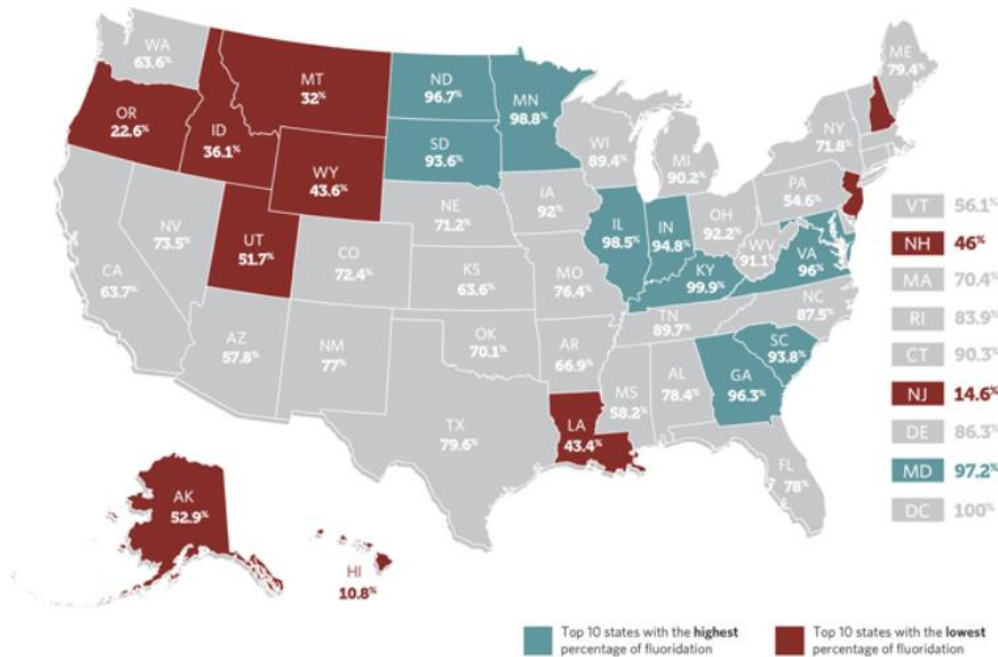 WA
63.6%
OR
22.6%
ID
36.1%
MT
32%
WY
43.6%
ND
96.7%
SD
93.6%
MN
98.8%
WI
89.4%
MI
90.2%
NY
71.8%
ME
79.4%
CA
63.7%
NV
73.5%
UT
51.7%
CO
72.4%
NE
71.2%
IA
92%
IL
98.5%
IN
94.8%
OH
92.2%
PA
54.6%
WV
91.1%
VA
96%
KY
99.9%
KS
63.6%
MO
76.4%
AZ
57.8%
NM
77%
OK
70.1%
AR
66.9%
TN
89.7%
NC
87.5%
SC
93.8%
GA
96.3%
AL
78.4%
MS
58.2%
LA
43.4%
TX
79.6%
FL
78%
AK
52.9%
HI
10.8%
VT 56.1%
NH 46%
MA 70.4%
RI 83.9%
CT 90.3%
NJ 14.6%
DE 86.3%
MD 97.2%
DC 100%
Top 10 states with the highest
percentage of fluoridation
Top 10 states with the lowest
percentage of fluoridation